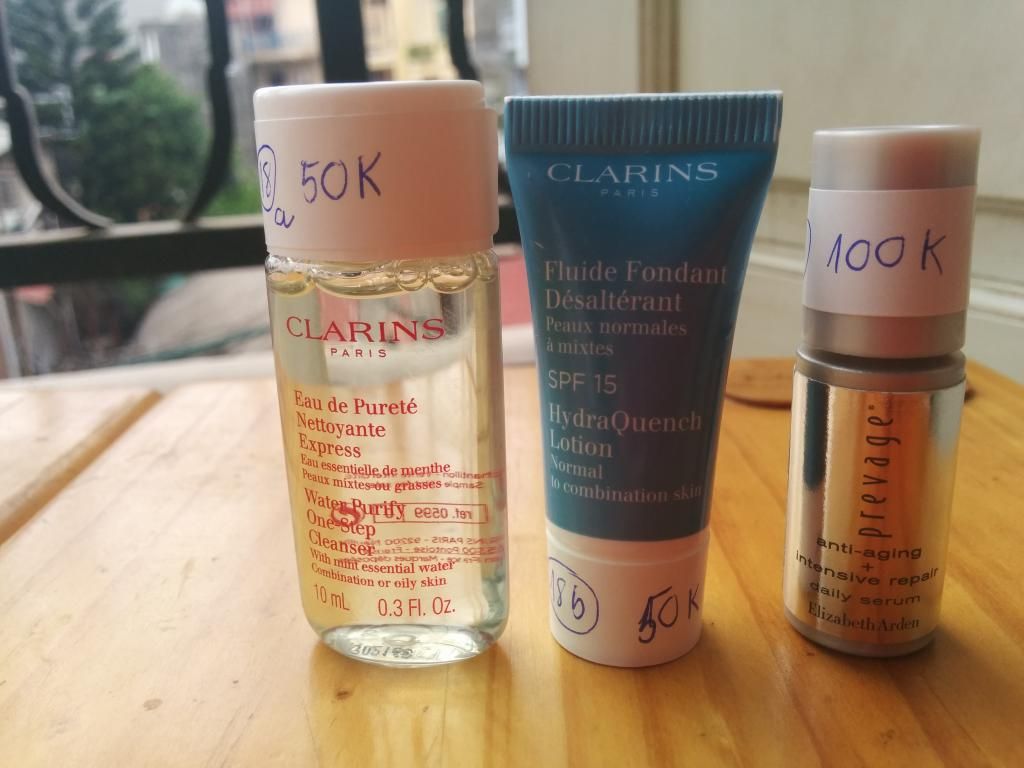 18
a
50K
CLARINS
PARIS
Eau de Pureté
Nettoyante
Express
Eau essentielle de menthe
Peaux mixtes ou grasses
Water Purify
One-Step
Cleanser
With mint essential water
Combination or oily skin
10 mL 0.3 Fl. Oz.
ref. 0599
CLARINS
PARIS
Fluide Fondant
Désaltérant
Peaux normales
à mixtes
SPF 15
HydraQuench
Lotion
Normal
to combination skin
18b
50K
100K
prevage®
anti-aging
+
intensive repair
daily serum
Elizabeth Arden